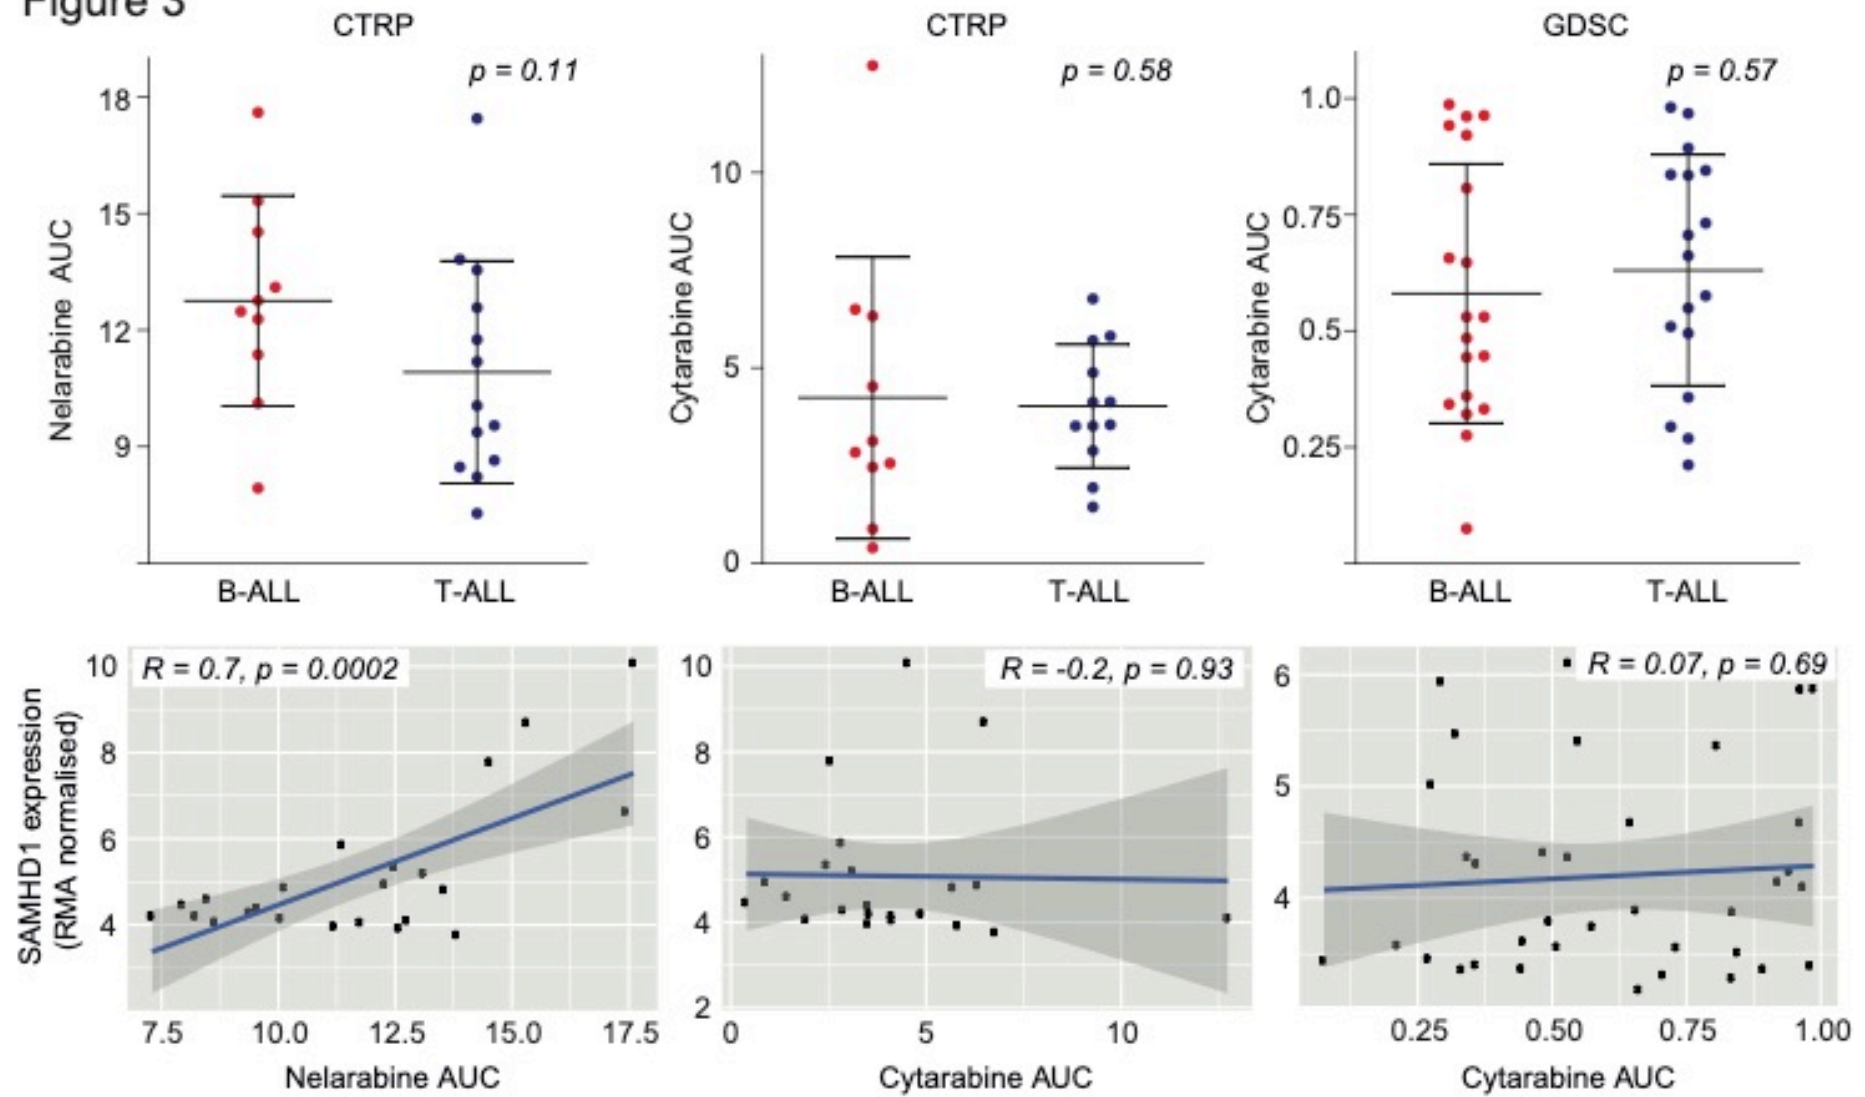 Figure 3
CTRP
CTRP
GDSC
p = 0.11
p = 0.58
p = 0.57
Nelarabine AUC
18
15
12
9
B-ALL
T-ALL
Cytarabine AUC
10
5
0
B-ALL
T-ALL
Cytarabine AUC
1.0
0.75
0.5
0.25
B-ALL
T-ALL
SAMHD1 expression
(RMA normalised)
R = 0.7, p = 0.0002
10
8
6
4
7.5 10.0 12.5 15.0 17.5
Nelarabine AUC
R = -0.2, p = 0.93
10
8
6
4
2
0 5 10
Cytarabine AUC
R = 0.07, p = 0.69
6
5
4
0.25 0.50 0.75 1.00
Cytarabine AUC